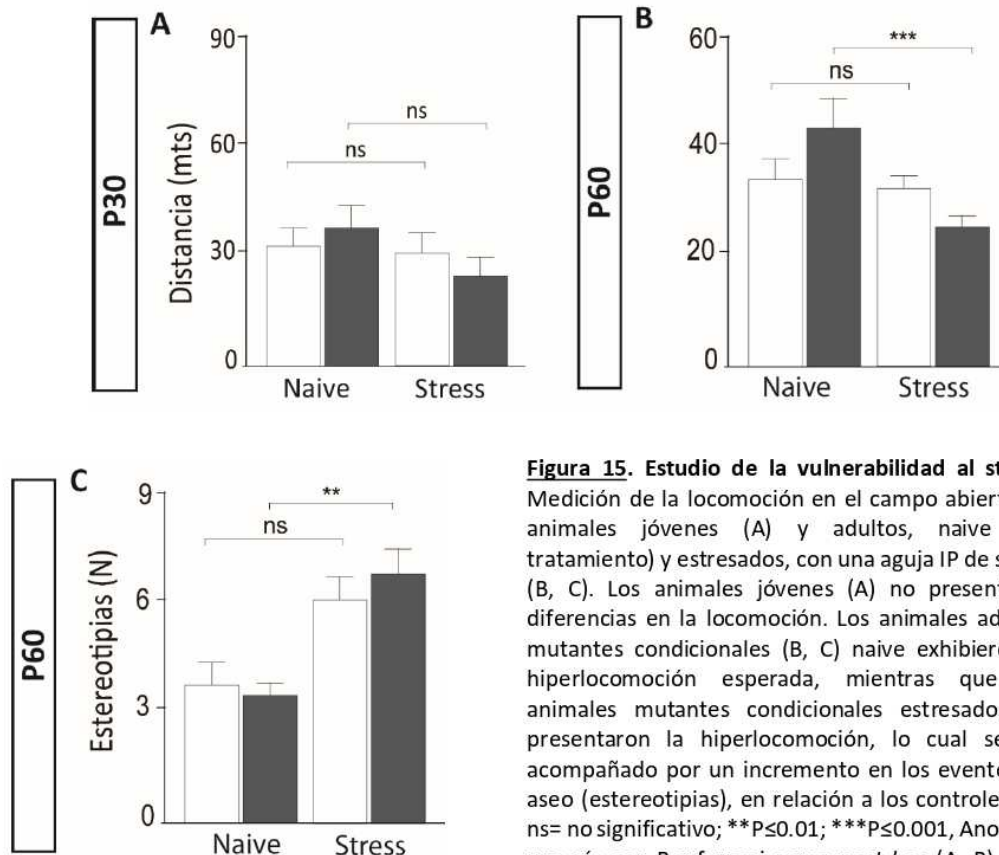 A
P30
Distancia (mts)
90
60
30
0
ns
ns
Naive
Stress
B
P60
60
40
20
0
***
ns
Naive
Stress
C
P60
Estereotipias (N)
9
6
3
0
**
ns
Naive
Stress
Figura 15. Estudio de la vulnerabilidad al st
Medición de la locomoción en el campo abiert
animales jóvenes (A) y adultos, naive
tratamiento) y estresados, con una aguja IP de s
(B, C). Los animales jóvenes (A) no present
diferencias en la locomoción. Los animales ad
mutantes condicionales (B, C) naive exhibier
hiperlocomoción esperada, mientras que
animales mutantes condicionales estresado
presentaron la hiperlocomoción, lo cual se
acompañado por un incremento en los evento
aseo (estereotipias), en relación a los controle
ns= no significativo; **P≤0.01; ***P≤0.001, Ano